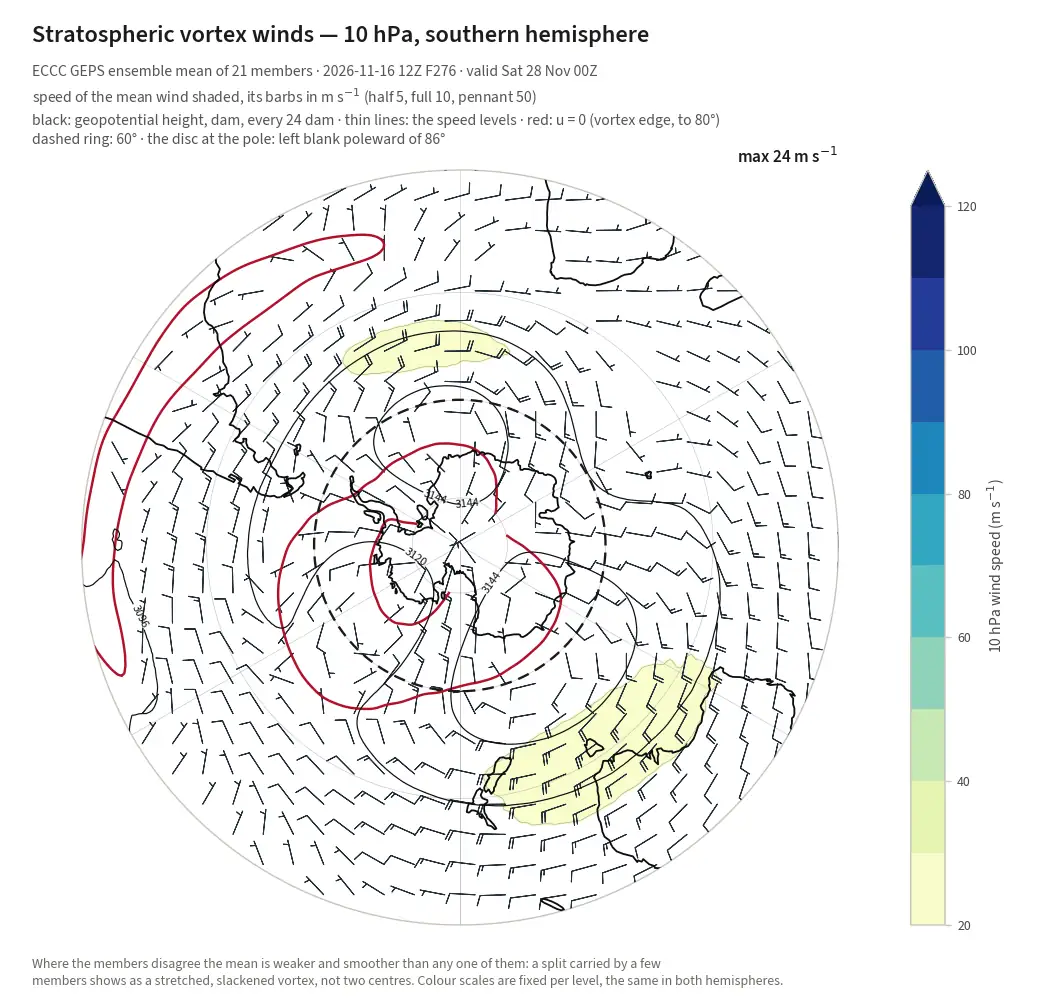 Stratospheric vortex winds — 10 hPa, southern hemisphere
ECCC GEPS ensemble mean of 21 members · 2026-11-16 12Z F276 · valid Sat 28 Nov 00Z
speed of the mean wind shaded, its barbs in m s⁻¹ (half 5, full 10, pennant 50)
black: geopotential height, dam, every 24 dam · thin lines: the speed levels · red: u = 0 (vortex edge, to 80°)
dashed ring: 60° · the disc at the pole: left blank poleward of 86°
max 24 m s⁻¹
120
100
80
60
40
20
10 hPa wind speed (m s⁻¹)
3144
3144
3120
3144
3096
Where the members disagree the mean is weaker and smoother than any one of them: a split carried by a few
members shows as a stretched, slackened vortex, not two centres. Colour scales are fixed per level, the same in both hemispheres.